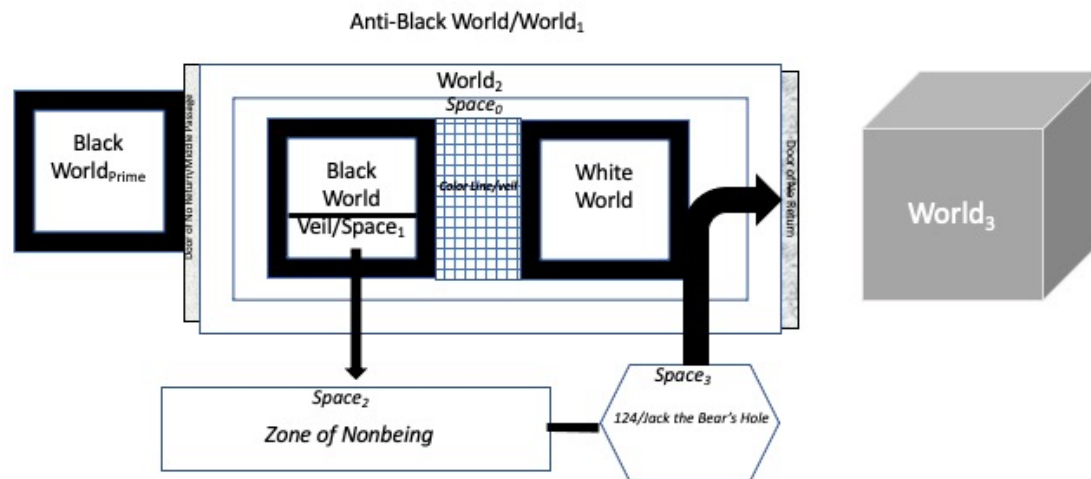 Anti-Black World/World₁
World₂
Space₀
Black
World_Prime
Door of No Return/Middle Passage
Black
World
Veil/Space₁
Color Line/veil
White
World
Door of No Return
World₃
Space₂
Zone of Nonbeing
Space₃
124/Jack the Bear's Hole